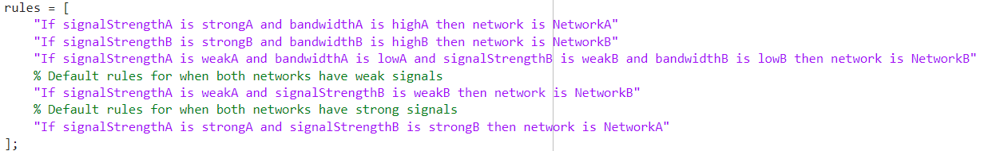 rules = [
    "If signalStrengthA is strongA and bandwidthA is highA then network is NetworkA"
    "If signalStrengthB is strongB and bandwidthB is highB then network is NetworkB"
    "If signalStrengthA is weakA and bandwidthA is lowA and signalStrengthB is weakB and bandwidthB is lowB then network is NetworkB"
    % Default rules for when both networks have weak signals
    "If signalStrengthA is weakA and signalStrengthB is weakB then network is NetworkB"
    % Default rules for when both networks have strong signals
    "If signalStrengthA is strongA and signalStrengthB is strongB then network is NetworkA"
];